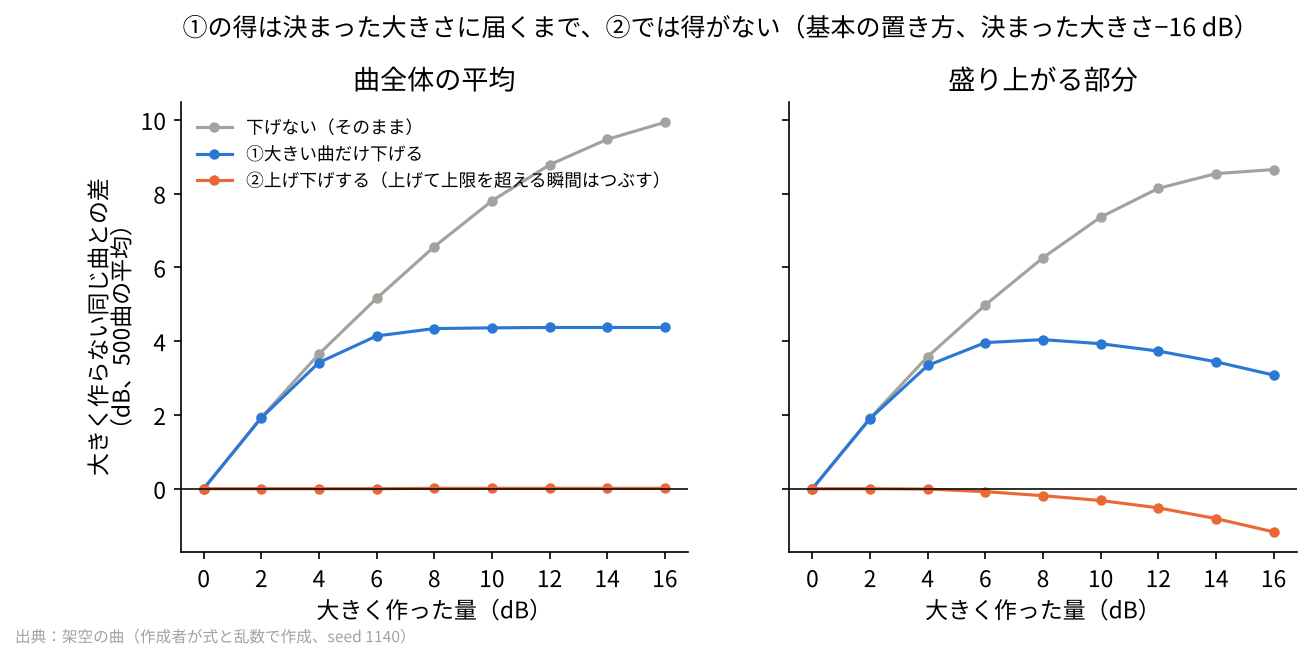 ①の得は決まった大きさに届くまで、②では得がない（基本の置き方、決まった大きさ−16 dB）
曲全体の平均
盛り上がる部分
下げない（そのまま）
①大きい曲だけ下げる
②上げ下げする（上げて上限を超える瞬間はつぶす）
大きく作らない同じ曲との差
（dB、500曲の平均）
10
8
6
4
2
0
0 2 4 6 8 10 12 14 16
0 2 4 6 8 10 12 14 16
大きく作った量（dB）
大きく作った量（dB）
出典：架空の曲（作成者が式と乱数で作成、seed 1140）